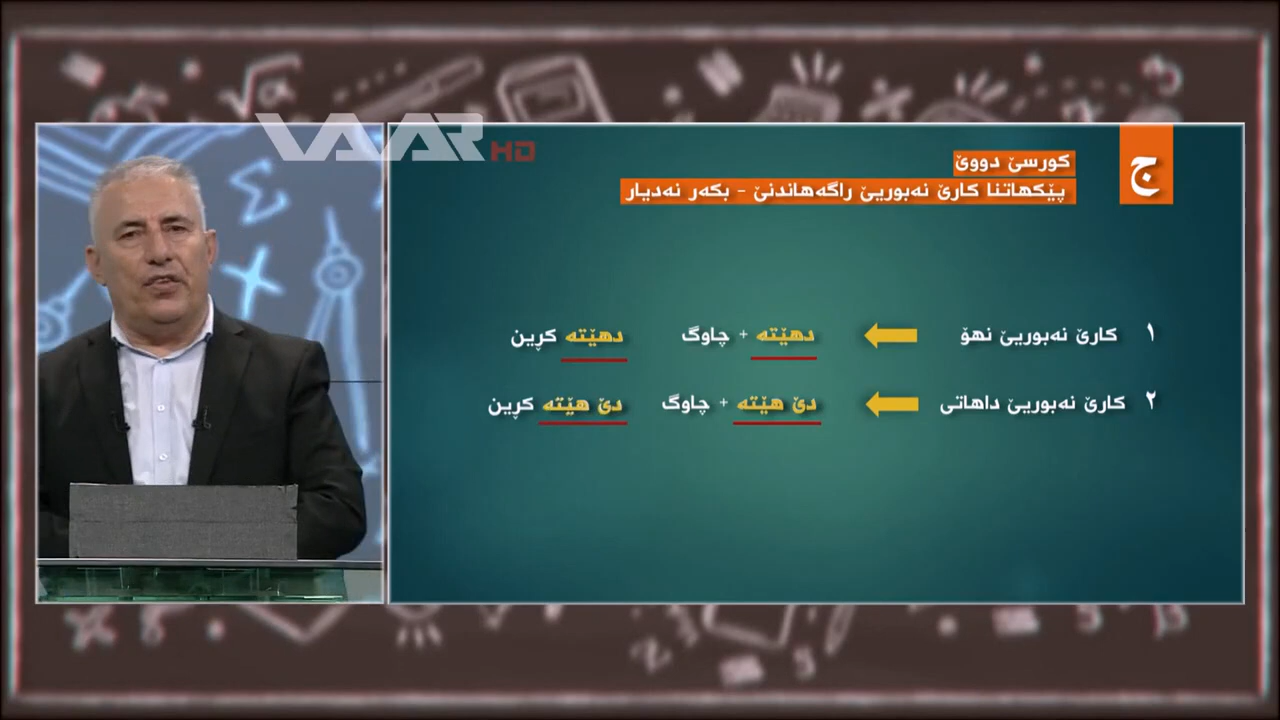 VAAR HD
ج
کورسێ دووێ
پێکهاتنا کارێ نەبوریێ راگەهاندنێ - بکەر نەدیار
١ کارێ نەبوریێ نهۆ دهێتە + چاوگ دهێتە کرین
٢ کارێ نەبوریێ داهاتی دێ هێتە + چاوگ دێ هێتە کرین